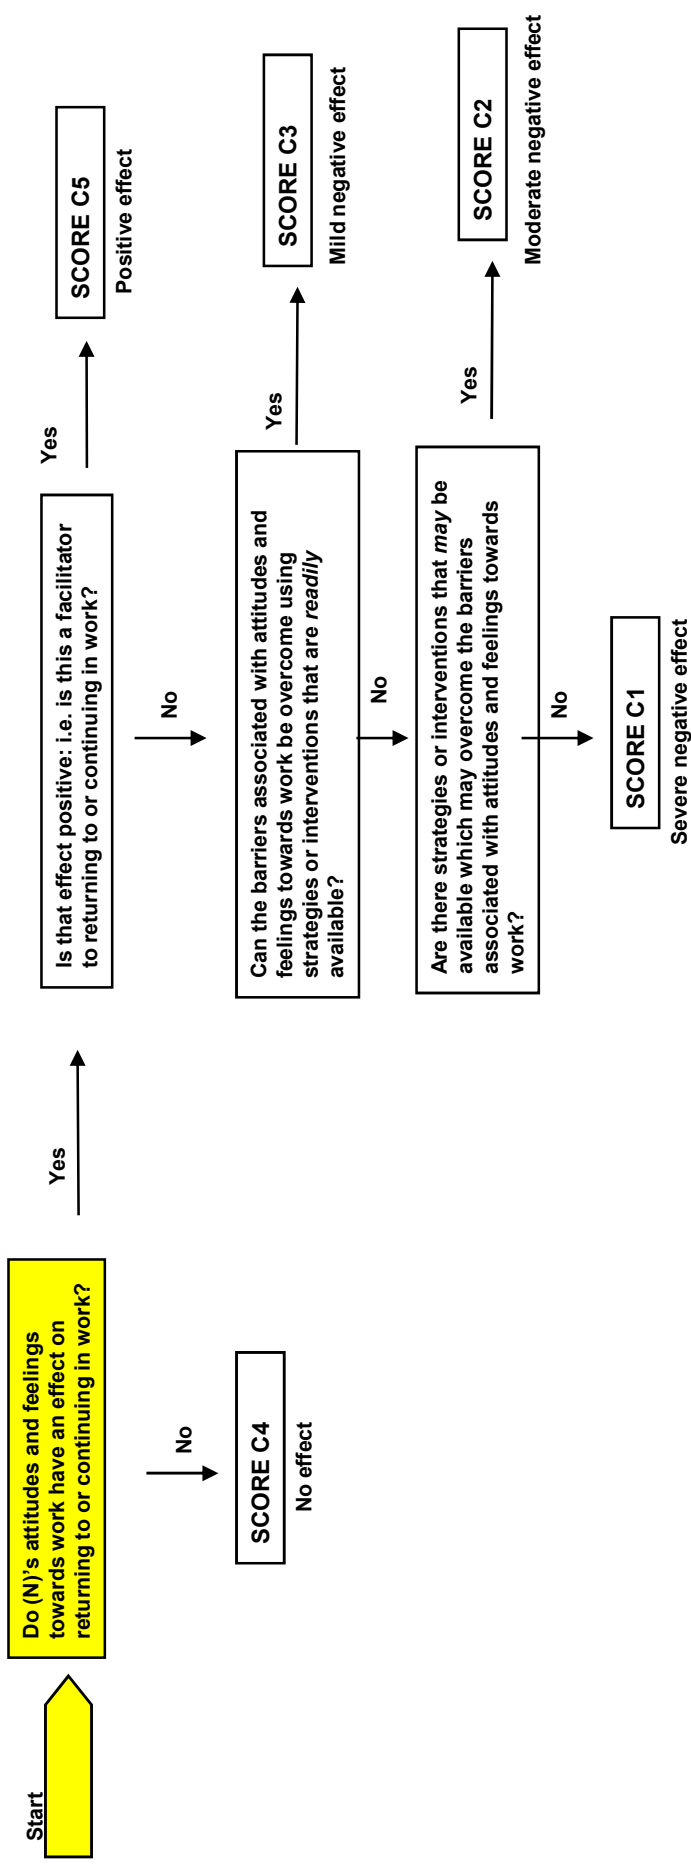 Start
Do (N)'s attitudes and feelings
towards work have an effect on
returning to or continuing in work?
Yes
No
SCORE C4
No effect
Is that effect positive: i.e. is this a facilitator
to returning to or continuing in work?
Yes
SCORE C5
Positive effect
No
Can the barriers associated with attitudes and
feelings towards work be overcome using
strategies or interventions that are readily
available?
Yes
SCORE C3
Mild negative effect
No
Are there strategies or interventions that may be
available which may overcome the barriers
associated with attitudes and feelings towards
work?
Yes
SCORE C2
Moderate negative effect
No
SCORE C1
Severe negative effect